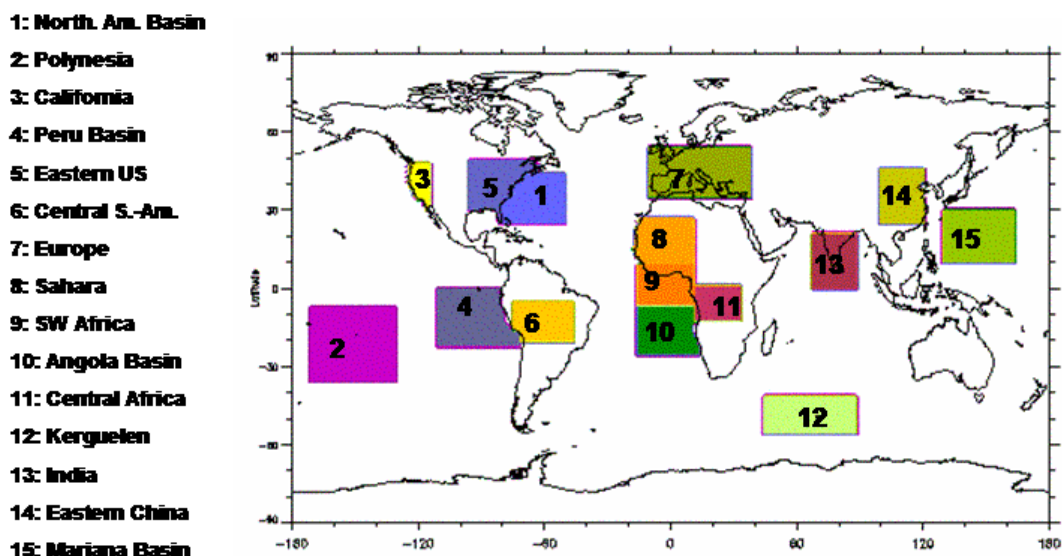 1: North. Am. Basin
2: Polynesia
3: California
4: Peru Basin
5: Eastern US
6: Central S.-Am.
7: Europe
8: Sahara
9: SW Africa
10: Angola Basin
11: Central Africa
12: Kerguelen
13: India
14: Eastern China
15: Mariana Basin
90
60
30
0
-30
-60
-90
Latitude
-180 -120 -60 0 60 120 180
3
5
1
7
14
8
15
13
9
4
11
6
10
2
12